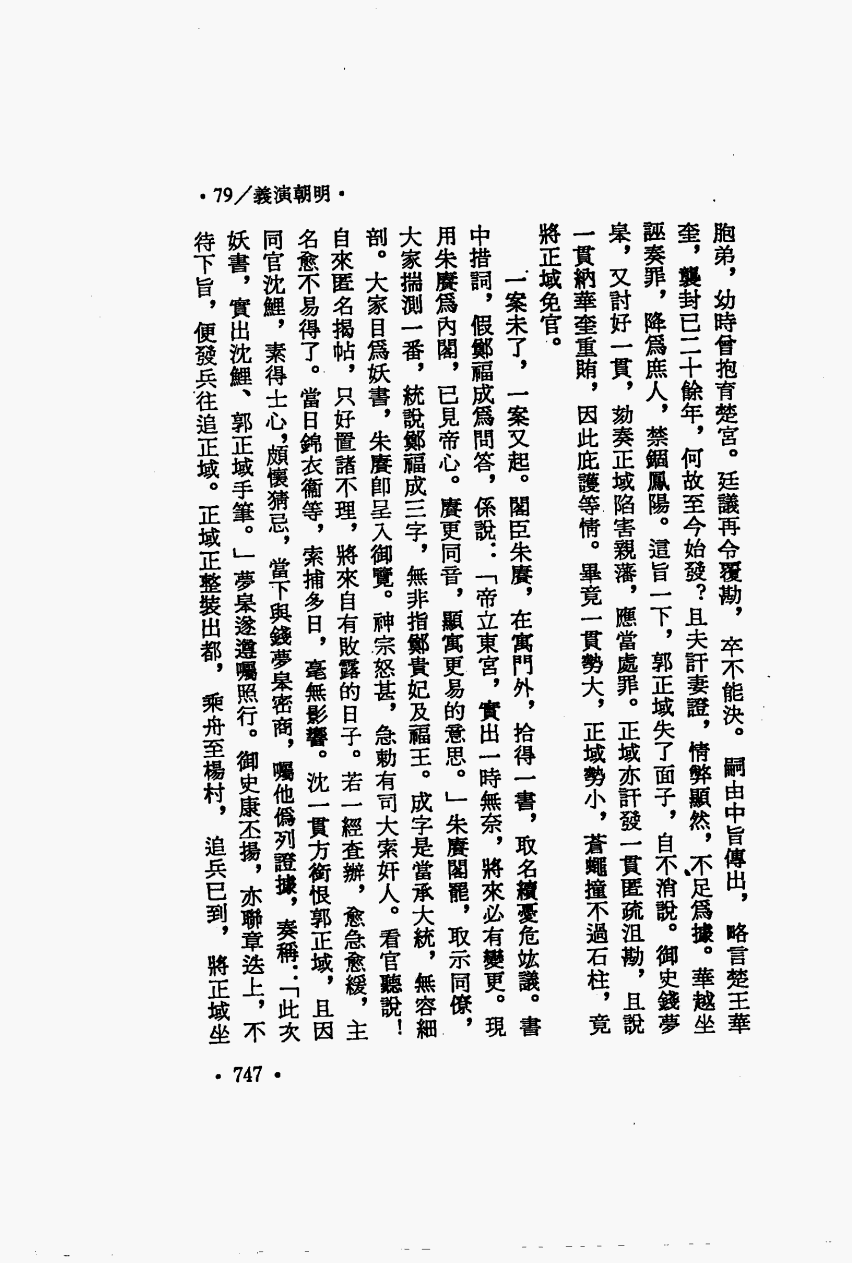 •79/義演朝明•
胞弟，幼時曾抱育楚宮。廷議再令覆勘，卒不能決。嗣由中旨傳出，略言楚王華
奎，襲封已二十餘年，何故至今始發？且夫訐妻證，情弊顯然，不足爲據。華越坐
誣奏罪，降爲庶人，禁錮鳳陽。這旨一下，郭正域失了面子，自不消說。御史錢夢
臯，又討好一貫，劾奏正域陷害親藩，應當處罪。正域亦訐發一貫匿疏沮勘，且說
一貫納華奎重賄，因此庇護等情。畢竟一貫勢大，正域勢小，蒼蠅撞不過石柱，竟
將正域免官。
一案未了，一案又起。閣臣朱賡，在寓門外，拾得一書，取名續憂危竑議。書
中措詞，假鄭福成爲問答，係說：「帝立東宮，實出一時無奈，將來必有變更。現
用朱賡爲內閣，已見帝心。賡更同音，顯寓更易的意思。」朱賡閣罷，取示同僚，
大家揣測一番，統說鄭福成三字，無非指鄭貴妃及福王。成字是當承大統，無容細
剖。大家目爲妖書，朱賡卽呈入御覽。神宗怒甚，急勅有司大索奸人。看官聽說！
自來匿名揭帖，只好置諸不理，將來自有敗露的日子。若一經查辦，愈急愈緩，主
名愈不易得了。當日錦衣衞等，索捕多日，毫無影響。沈一貫方銜恨郭正域，且因
同官沈鯉，素得士心，頗懷猜忌，當下與錢夢臯密商，囑他僞列證據，奏稱：「此次
妖書，實出沈鯉、郭正域手筆。」夢臯遂遵囑照行。御史康丕揚，亦聯章迭上，不
待下旨，便發兵往追正域。正域正整裝出都，乘舟至楊村，追兵已到，將正域坐
•747•